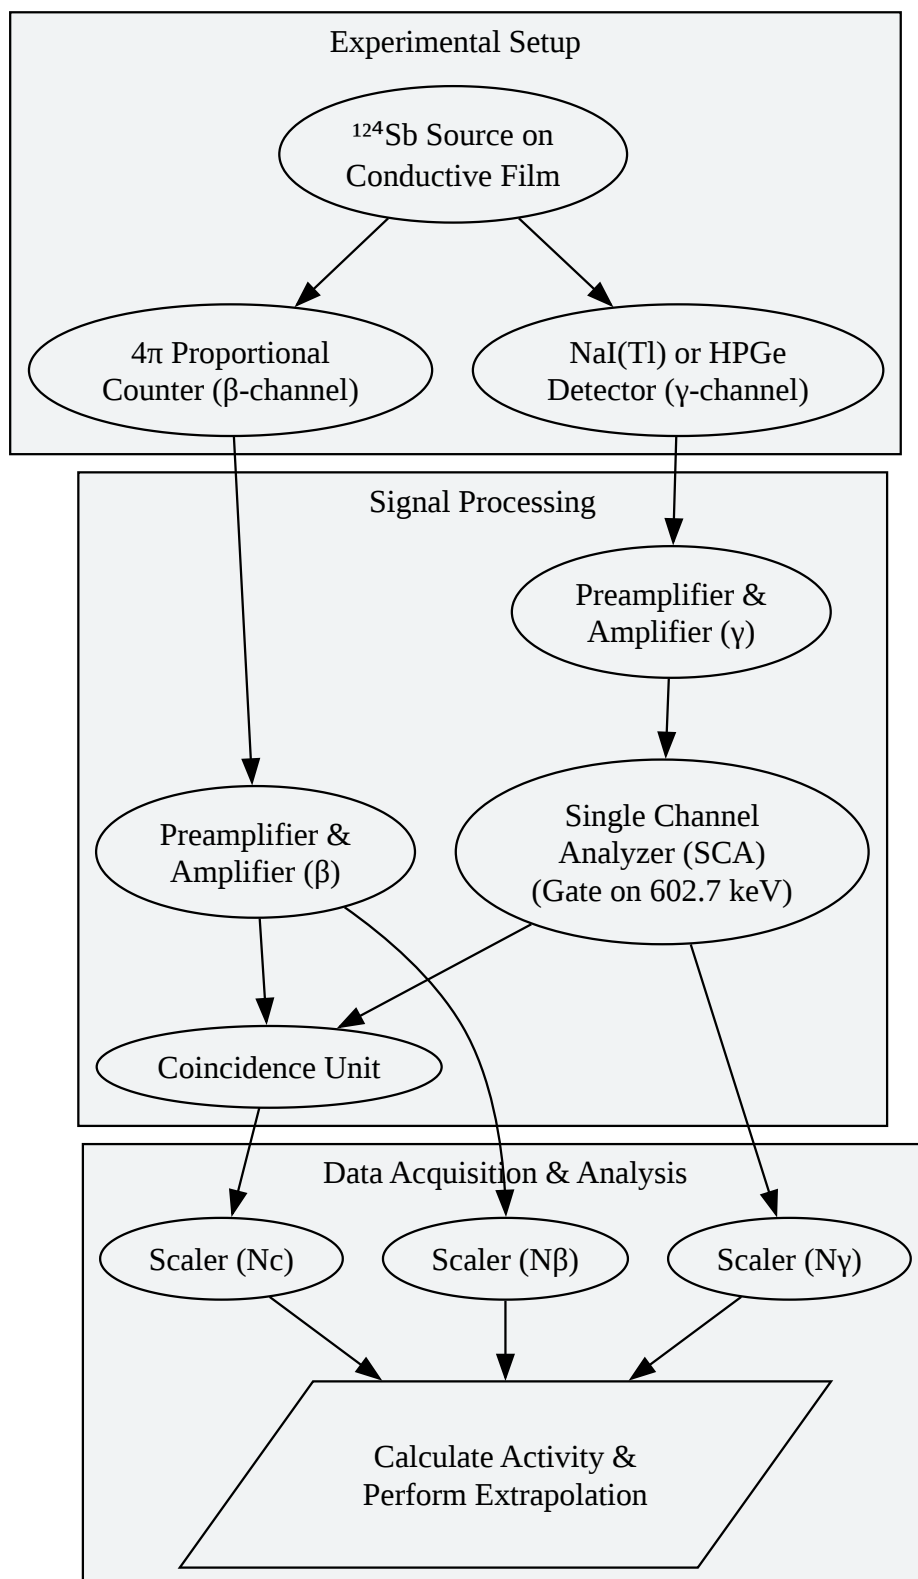 Experimental Setup
¹²⁴Sb Source on
Conductive Film
4π Proportional
Counter (β-channel)
NaI(Tl) or HPGe
Detector (γ-channel)
Signal Processing
Preamplifier &
Amplifier (γ)
Preamplifier &
Amplifier (β)
Single Channel
Analyzer (SCA)
(Gate on 602.7 keV)
Coincidence Unit
Data Acquisition & Analysis
Scaler (Nc)
Scaler (Nβ)
Scaler (Nγ)
Calculate Activity &
Perform Extrapolation